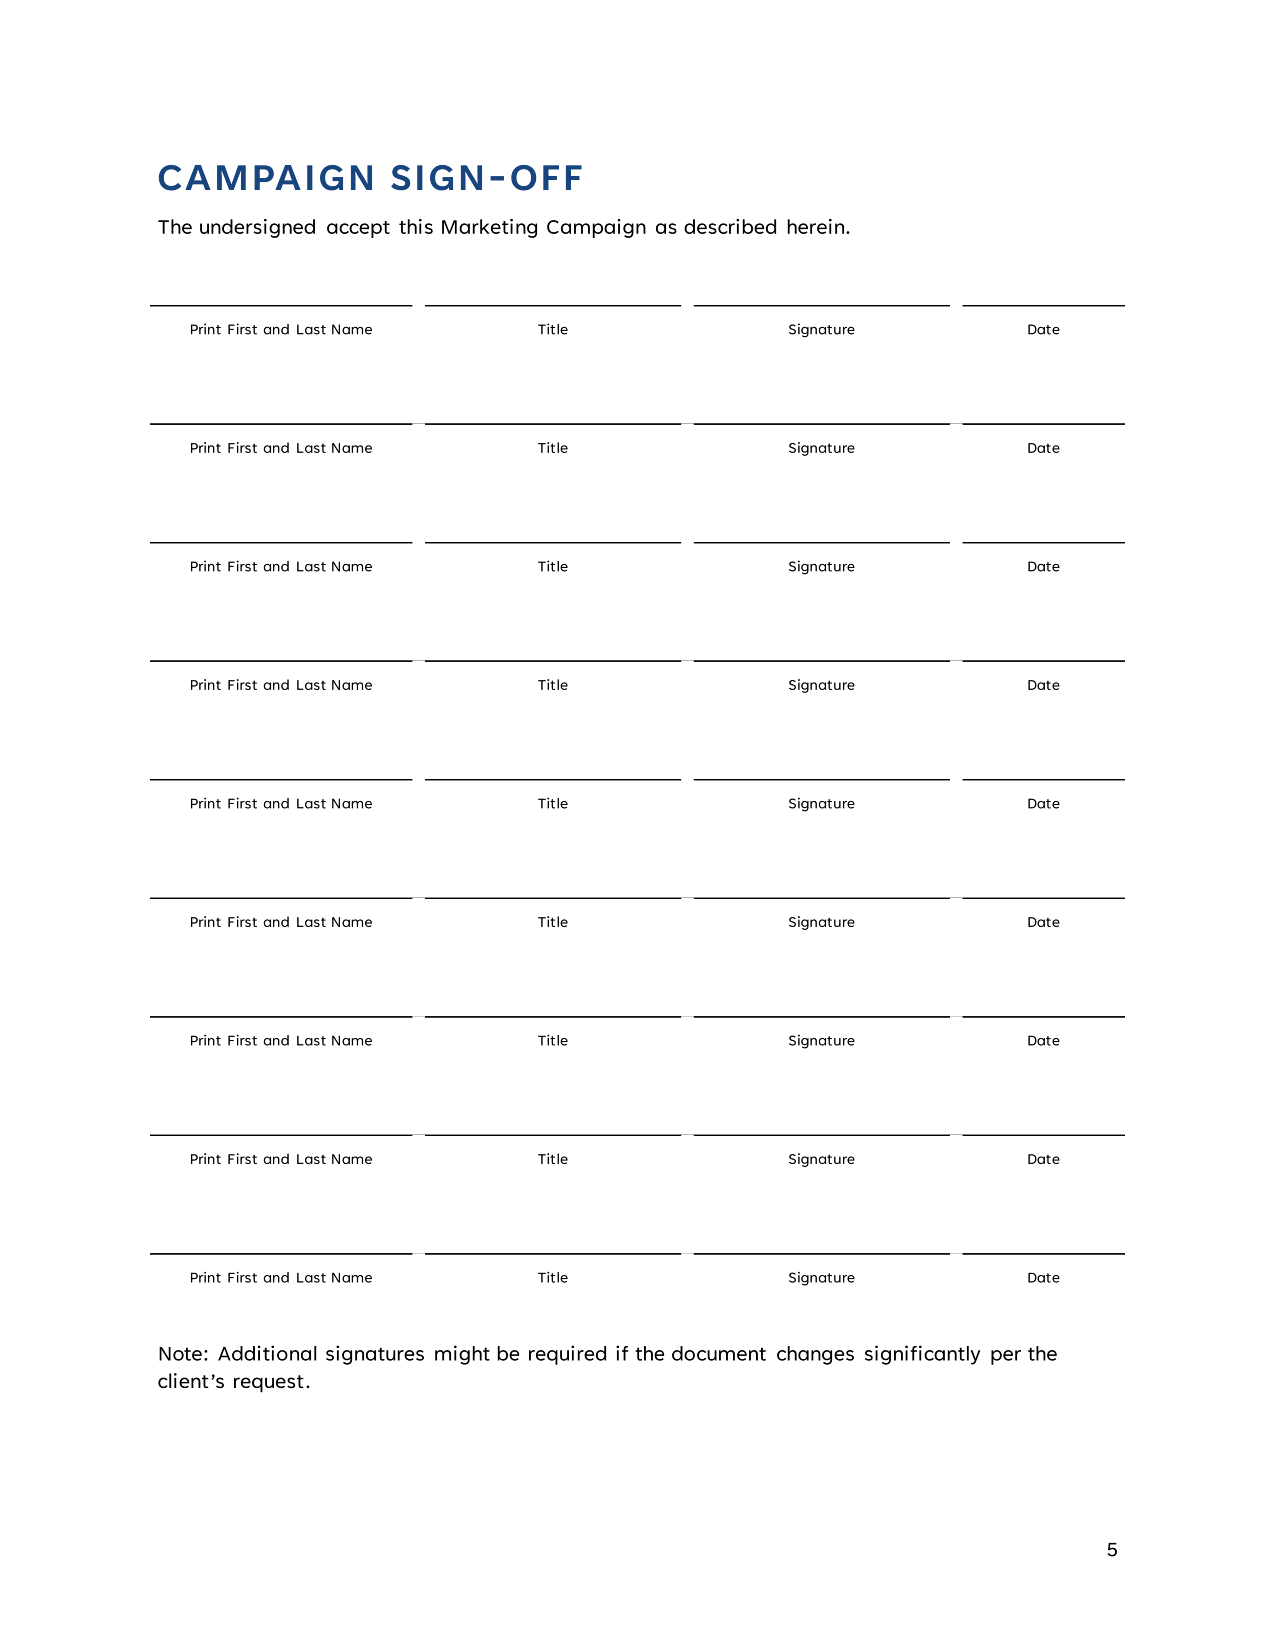 CAMPAIGN SIGN-OFF
The undersigned accept this Marketing Campaign as described herein.
Print First and Last Name Title Signature Date
Print First and Last Name Title Signature Date
Print First and Last Name Title Signature Date
Print First and Last Name Title Signature Date
Print First and Last Name Title Signature Date
Print First and Last Name Title Signature Date
Print First and Last Name Title Signature Date
Print First and Last Name Title Signature Date
Print First and Last Name Title Signature Date
Note: Additional signatures might be required if the document changes significantly per the
client’s request.
5